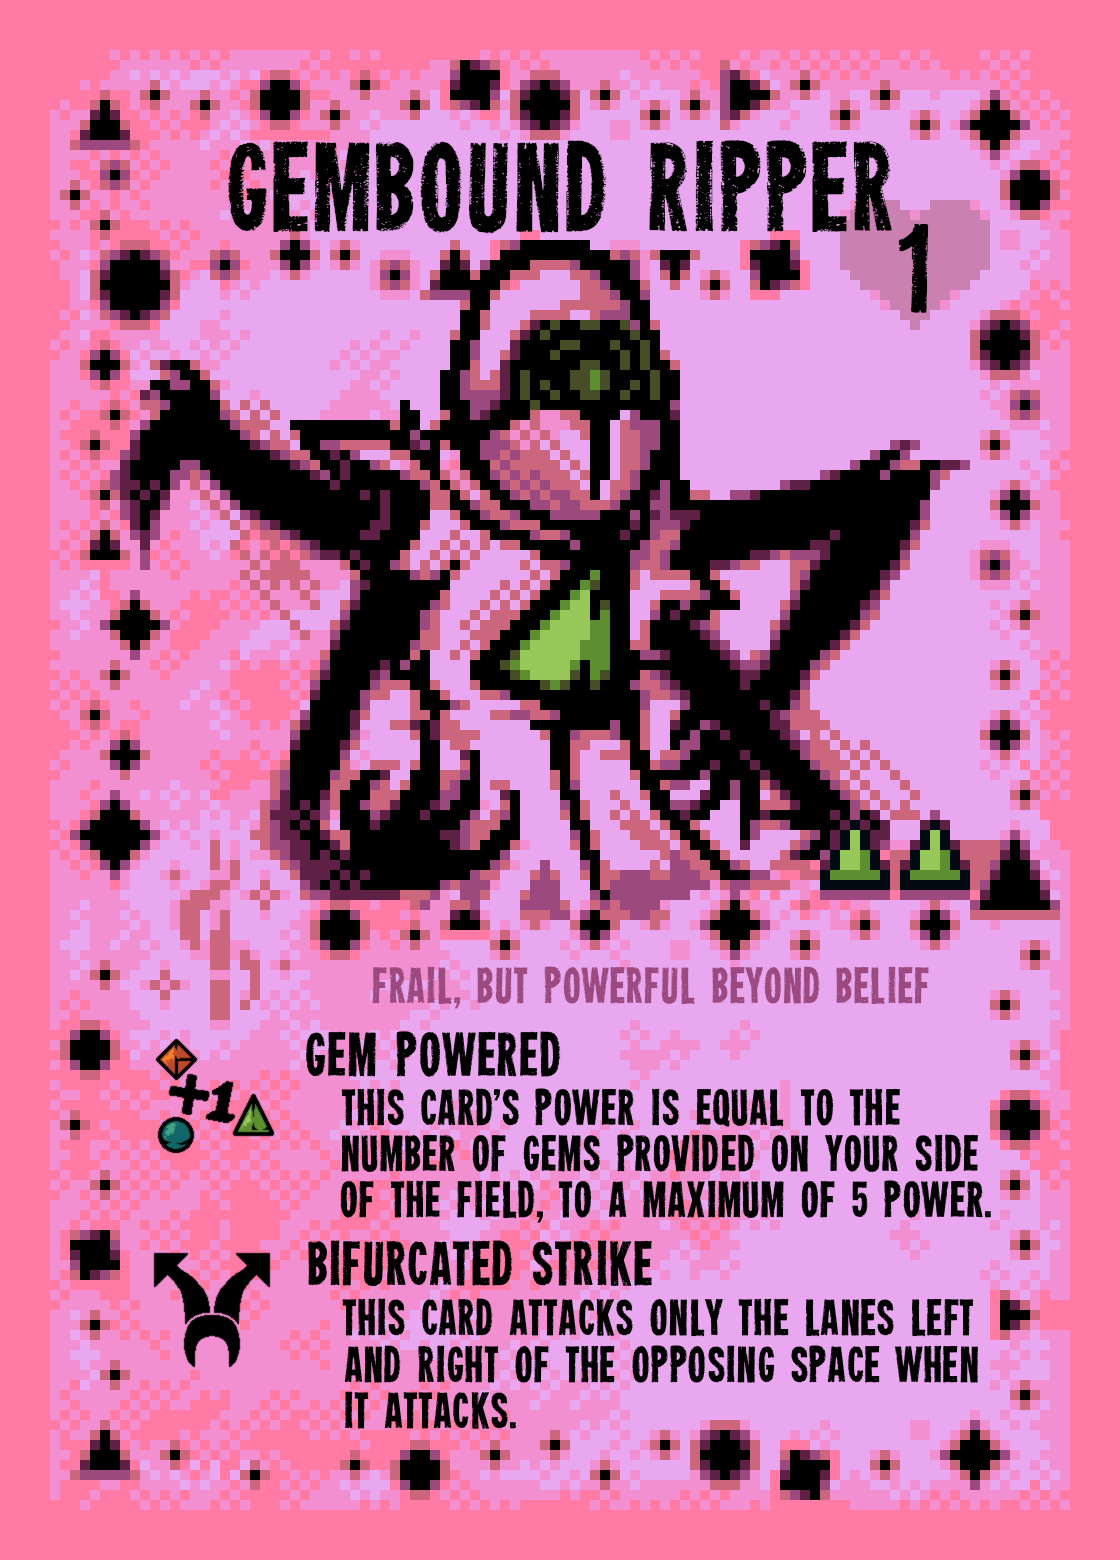 GEMBOUND RIPPER
1
FRAIL, BUT POWERFUL BEYOND BELIEF
GEM POWERED
+1
THIS CARD'S POWER IS EQUAL TO THE
NUMBER OF GEMS PROVIDED ON YOUR SIDE
OF THE FIELD, TO A MAXIMUM OF 5 POWER.
BIFURCATED STRIKE
THIS CARD ATTACKS ONLY THE LANES LEFT
AND RIGHT OF THE OPPOSING SPACE WHEN
IT ATTACKS.